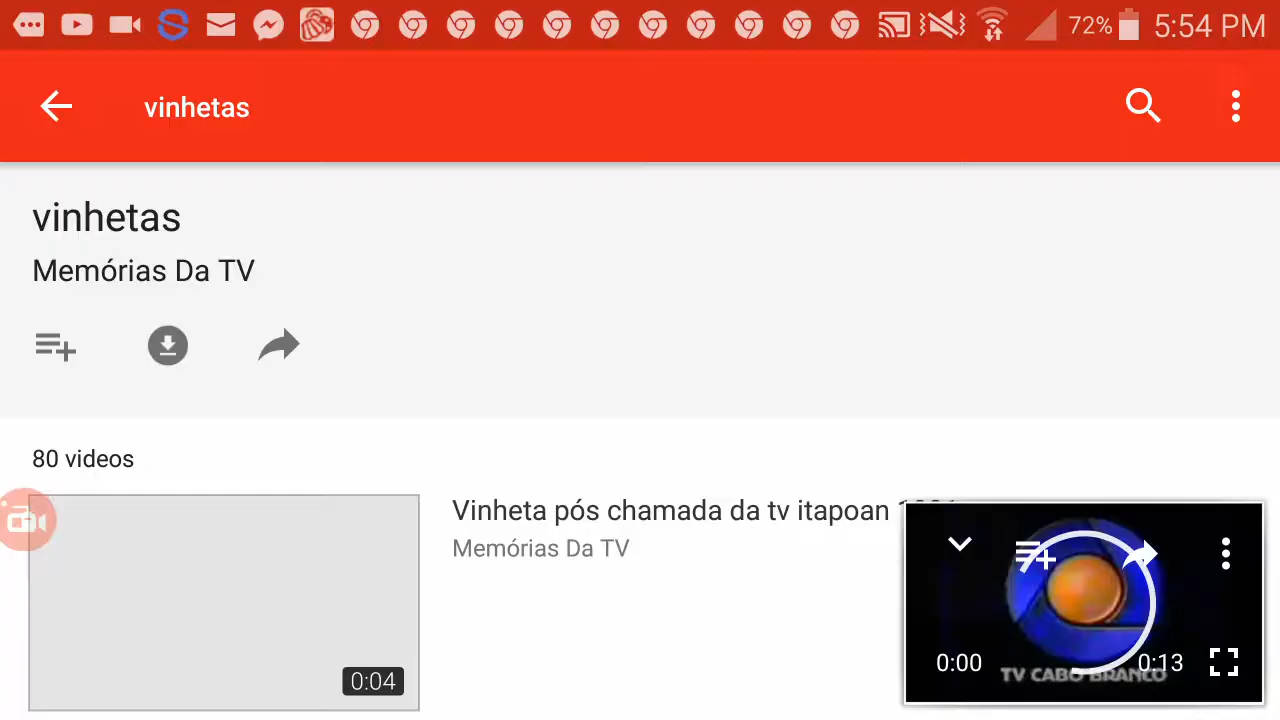 72% 5:54 PM
vinhetas
vinhetas
Memórias Da TV
80 videos
Vinheta pós chamada da tv itapoan
Memórias Da TV
0:04
0:00 0:13
TV CABO BRANCO